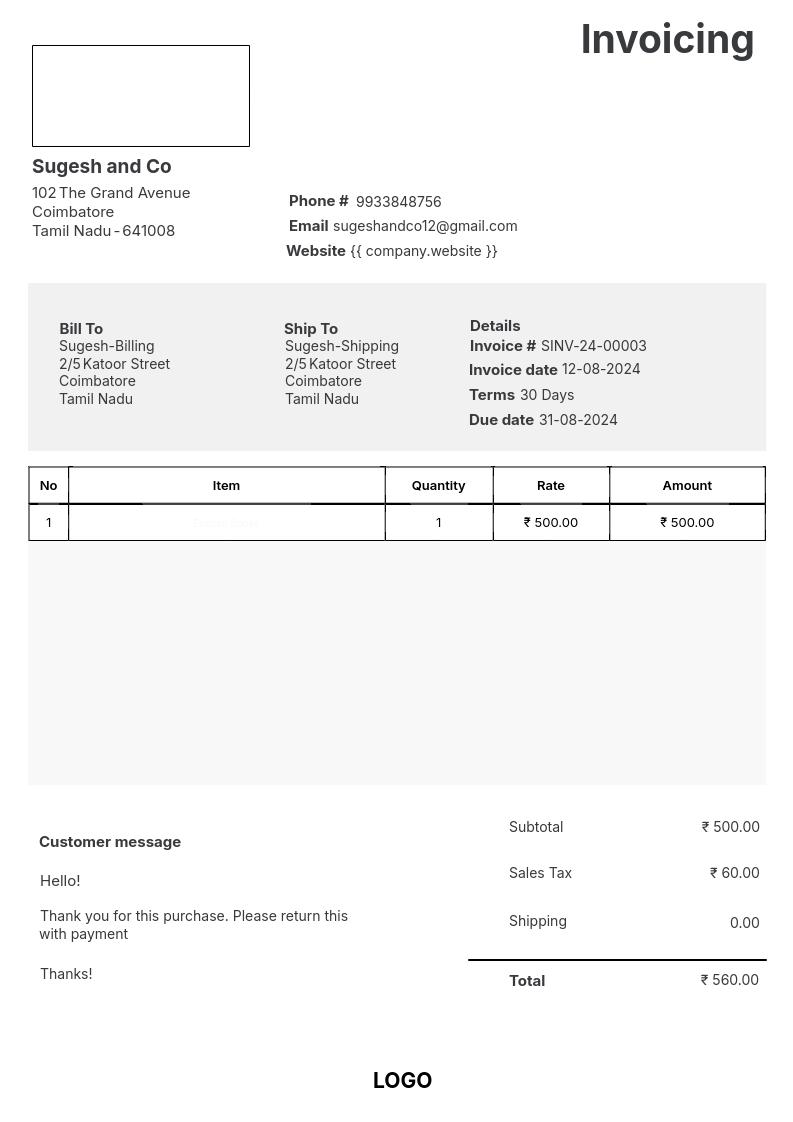 Invoicing
Sugesh and Co
102 The Grand Avenue
Coimbatore
Tamil Nadu - 641008
Phone # 9933848756
Email sugeshandco12@gmail.com
Website {{ company.website }}
Bill To
Sugesh-Billing
2/5 Katoor Street
Coimbatore
Tamil Nadu
Ship To
Sugesh-Shipping
2/5 Katoor Street
Coimbatore
Tamil Nadu
Details
Invoice # SINV-24-00003
Invoice date 12-08-2024
Terms 30 Days
Due date 31-08-2024
No Item Quantity Rate Amount
1 1 ₹ 500.00 ₹ 500.00
Customer message
Hello!
Thank you for this purchase. Please return this
with payment
Thanks!
Subtotal ₹ 500.00
Sales Tax ₹ 60.00
Shipping 0.00
Total ₹ 560.00
LOGO